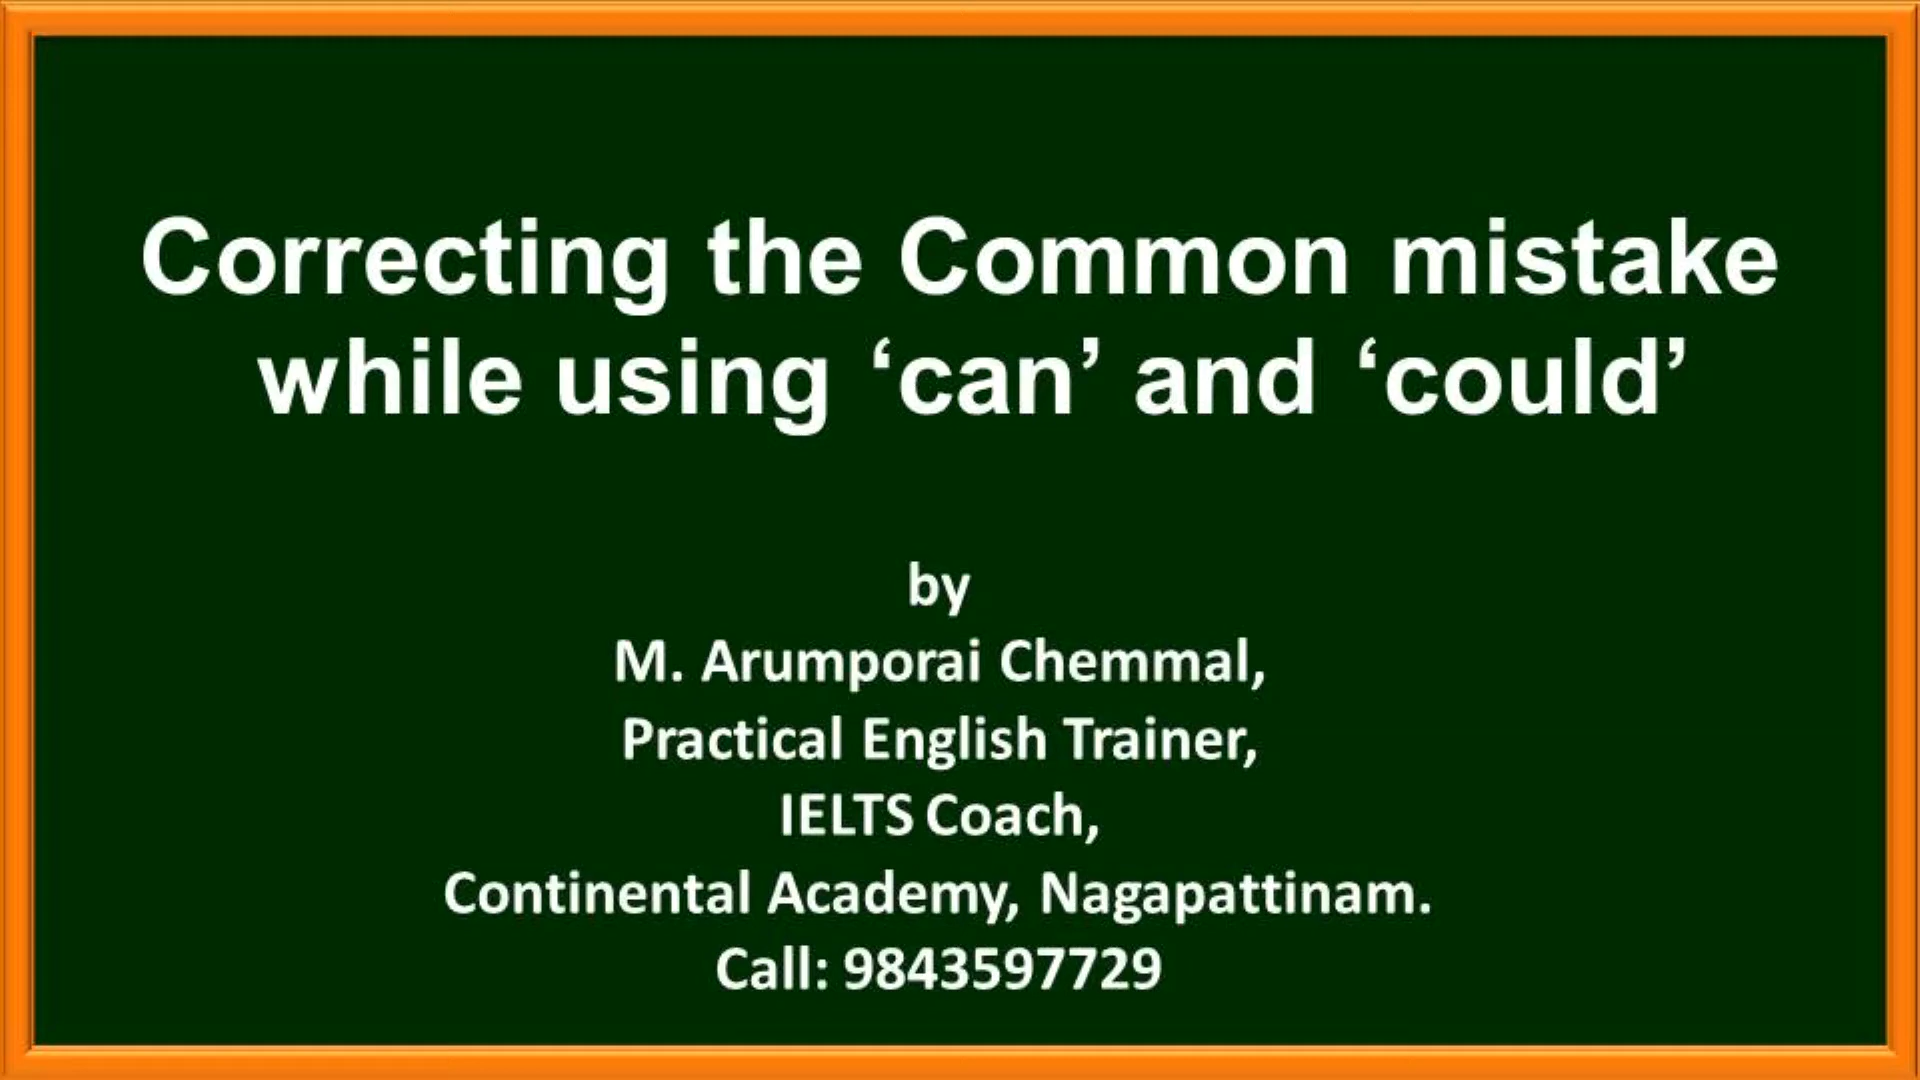 Correcting the Common mistake
while using ‘can’ and ‘could’
by
M. Arumporai Chemmal,
Practical English Trainer,
IELTS Coach,
Continental Academy, Nagapattinam.
Call: 9843597729